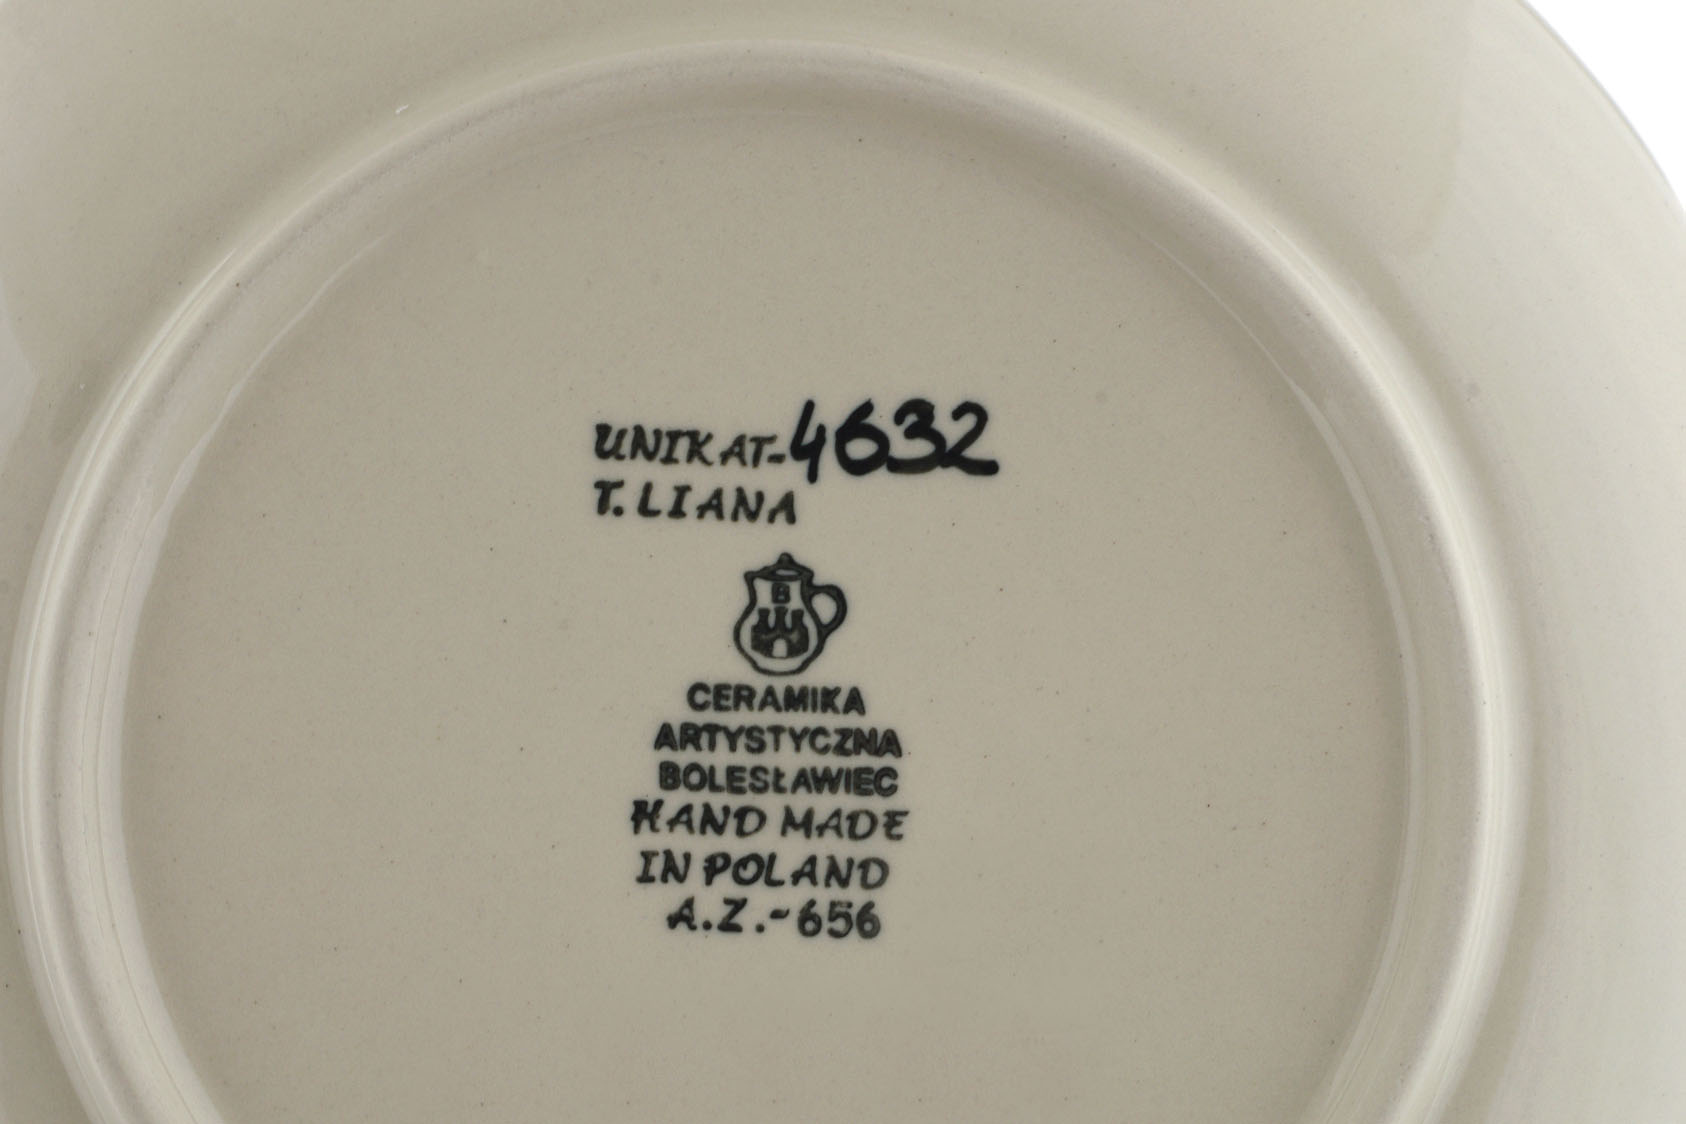 UNIKAT-4632
T. LIANA
B
CERAMIKA
ARTYSTYCZNA
BOLESŁAWIEC
HAND MADE
IN POLAND
A.Z.-656